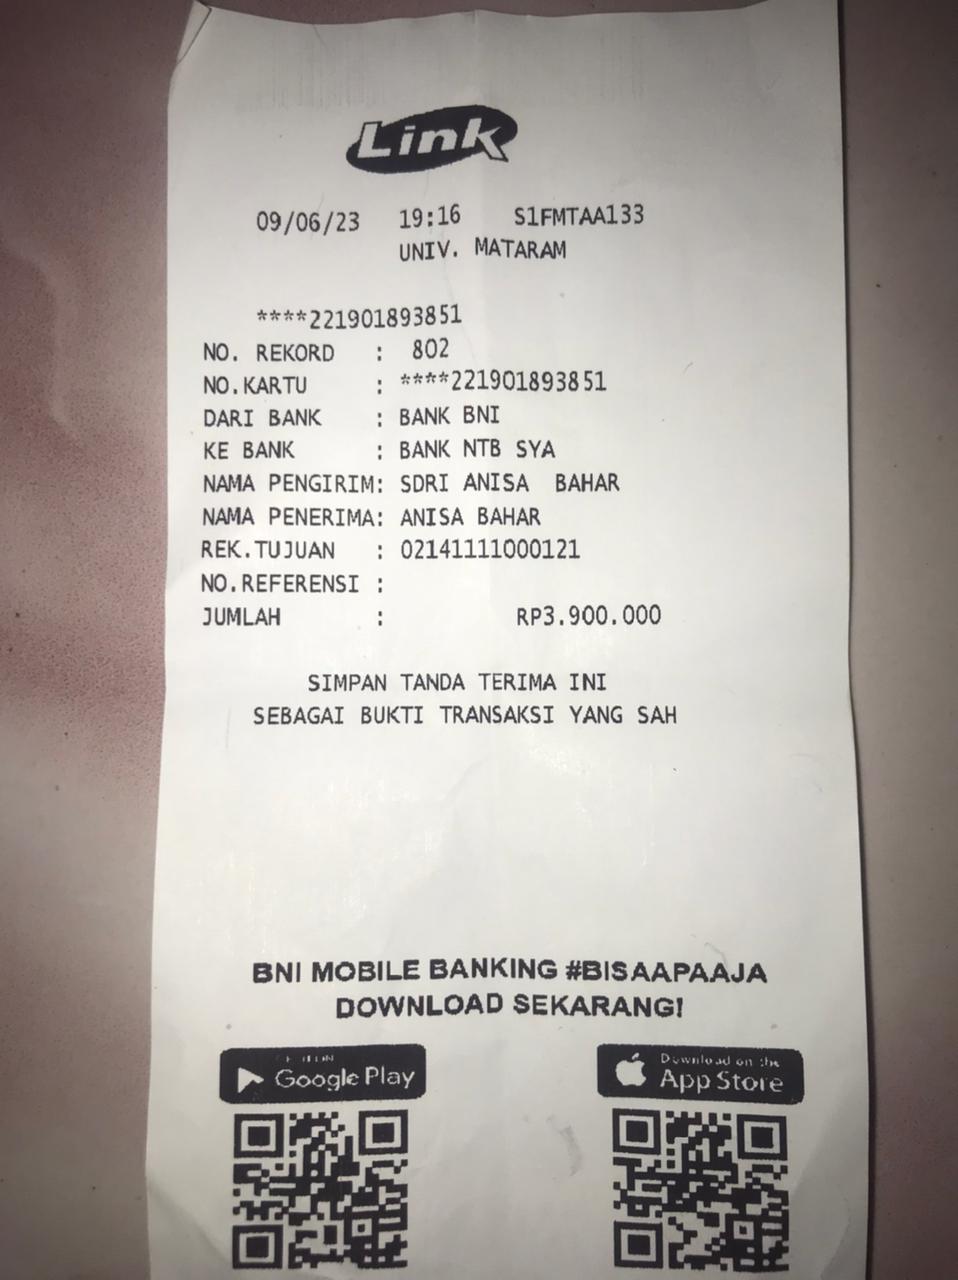 Link
09/06/23 19:16 S1FMTAA133
UNIV. MATARAM
****221901893851
NO. REKORD : 802
NO.KARTU : ****221901893851
DARI BANK : BANK BNI
KE BANK : BANK NTB SYA
NAMA PENGIRIM: SDRI ANISA BAHAR
NAMA PENERIMA: ANISA BAHAR
REK.TUJUAN : 02141111000121
NO.REFERENSI :
JUMLAH : RP3.900.000
SIMPAN TANDA TERIMA INI
SEBAGAI BUKTI TRANSAKSI YANG SAH
BNI MOBILE BANKING #BISAAPAAJA
DOWNLOAD SEKARANG!
Google Play
Download on the
App Store